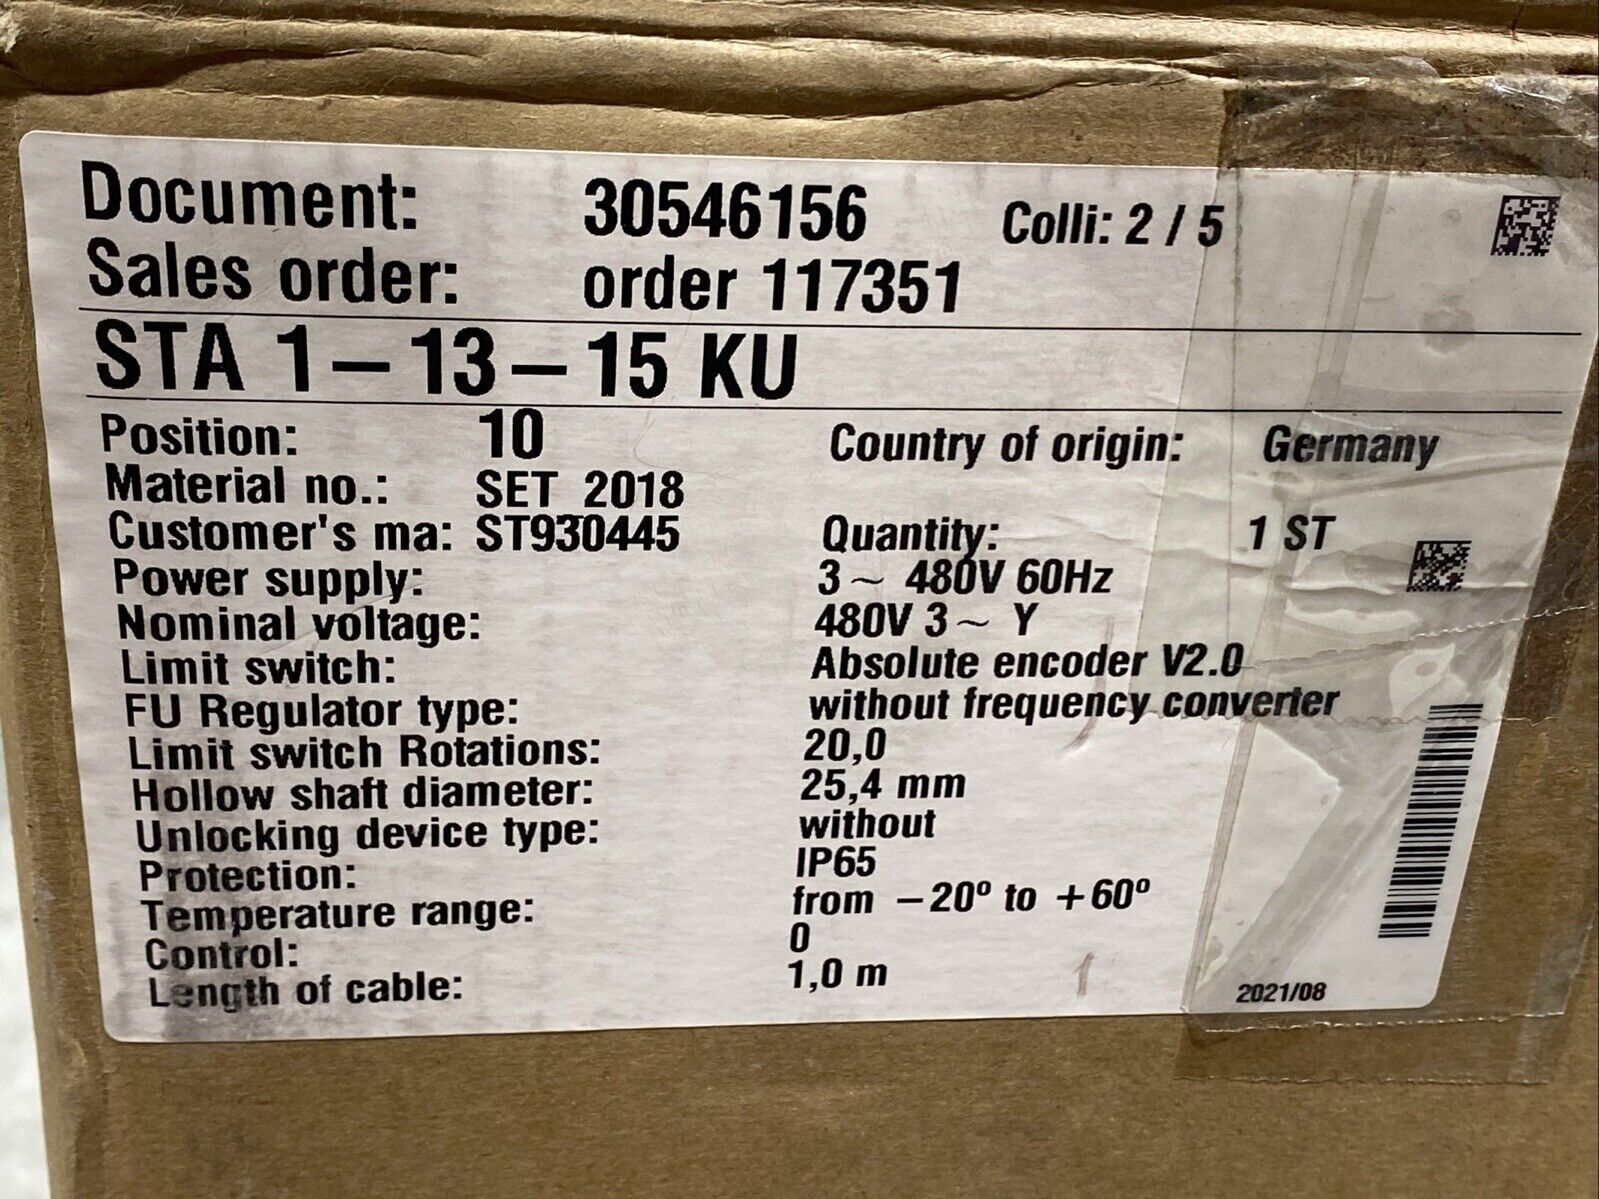 Document: 30546156 Colli: 2 / 5
Sales order: order 117351
STA 1 – 13 – 15 KU
Position: 10 Country of origin: Germany
Material no.: SET_2018
Customer's ma: ST930445 Quantity: 1 ST
Power supply: 3 ~ 480V 60Hz
Nominal voltage: 480V 3 ~ Y
Limit switch: Absolute encoder V2.0
FU Regulator type: without frequency converter
Limit switch Rotations: 20,0
Hollow shaft diameter: 25,4 mm
Unlocking device type: without
Protection: IP65
Temperature range: from –20º to +60º
Control: 0
Length of cable: 1,0 m
2021/08